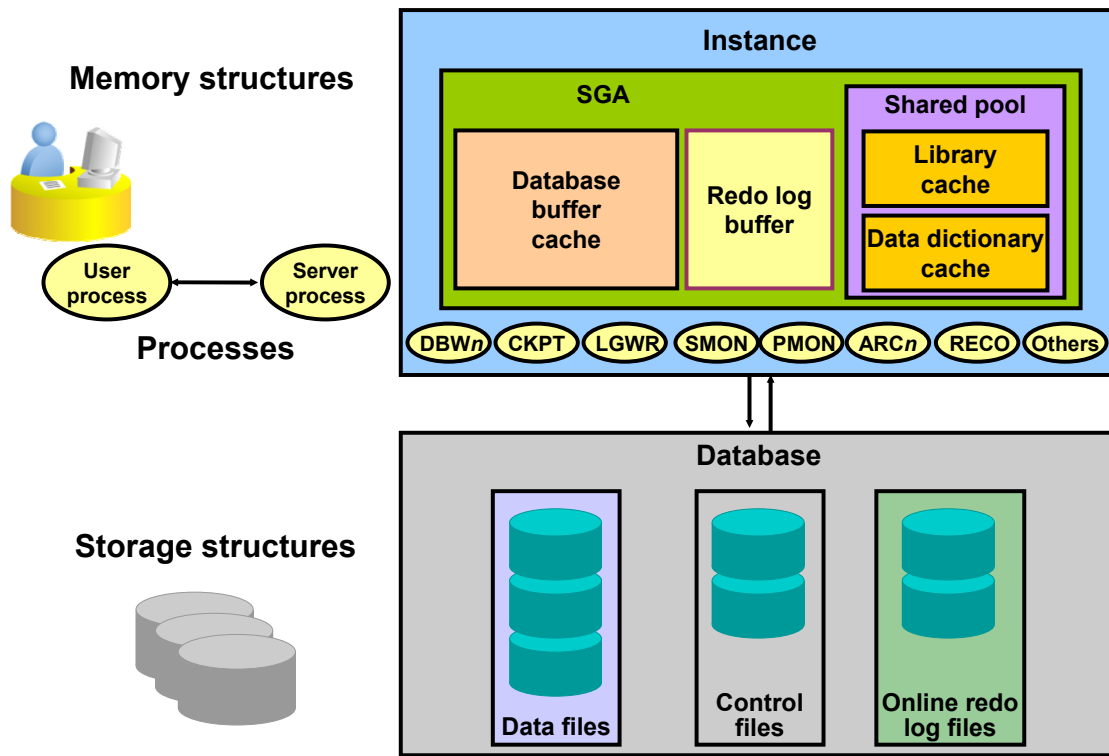 Instance
Memory structures
SGA
Shared pool
Library
cache
Database
buffer
cache
Redo log
buffer
Data dictionary
cache
User
process
Server
process
Processes
DBWn
CKPT
LGWR
SMON
PMON
ARCn
RECO
Others
Database
Storage structures
Data files
Control
files
Online redo
log files